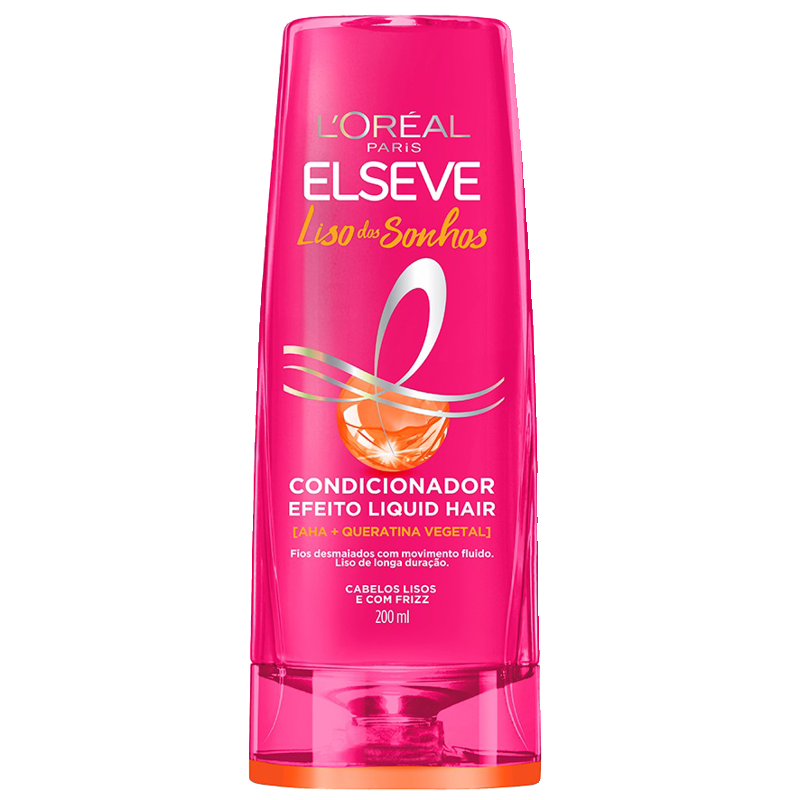 L'ORÉAL
PARIS
ELSEVE
Liso dos Sonhos
CONDICIONADOR
EFEITO LIQUID HAIR
[AHA + QUERATINA VEGETAL]
Fios desmaiados com movimento fluido.
Liso de longa duração.
CABELOS LISOS
E COM FRIZZ
200 ml